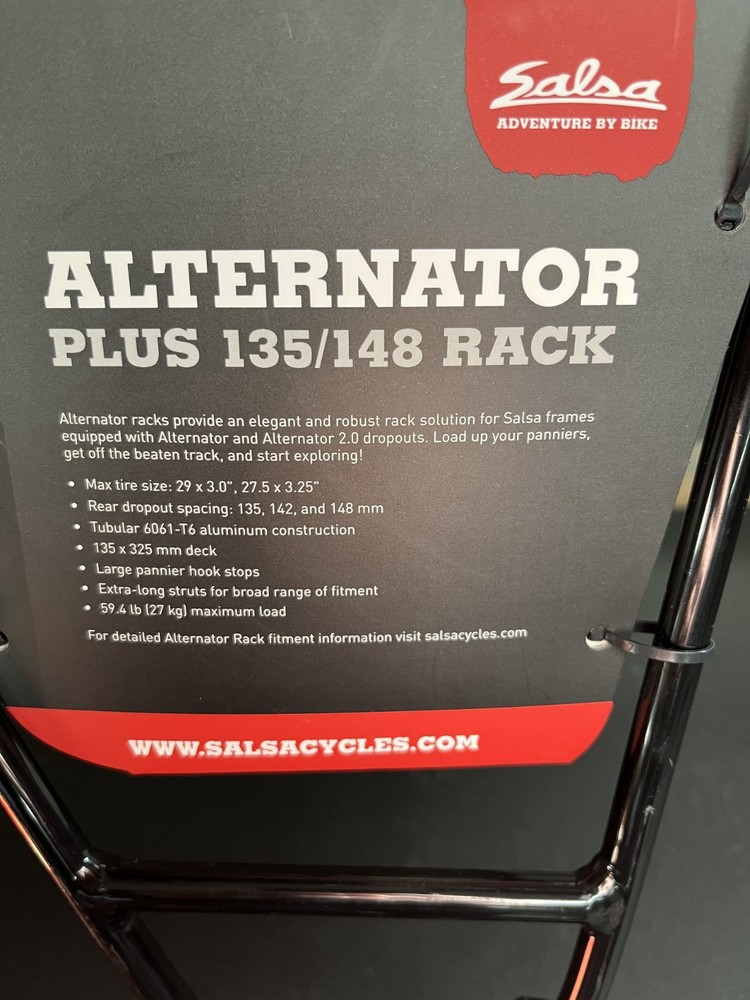 Salsa
ADVENTURE BY BIKE
ALTERNATOR
PLUS 135/148 RACK
Alternator racks provide an elegant and robust rack solution for Salsa frames
equipped with Alternator and Alternator 2.0 dropouts. Load up your panniers,
get off the beaten track, and start exploring!
• Max tire size: 29 x 3.0", 27.5 x 3.25"
• Rear dropout spacing: 135, 142, and 148 mm
• Tubular 6061-T6 aluminum construction
• 135 x 325 mm deck
• Large pannier hook stops
• Extra-long struts for broad range of fitment
• 59.4 lb (27 kg) maximum load
For detailed Alternator Rack fitment information visit salsacycles.com
WWW.SALSACYCLES.COM